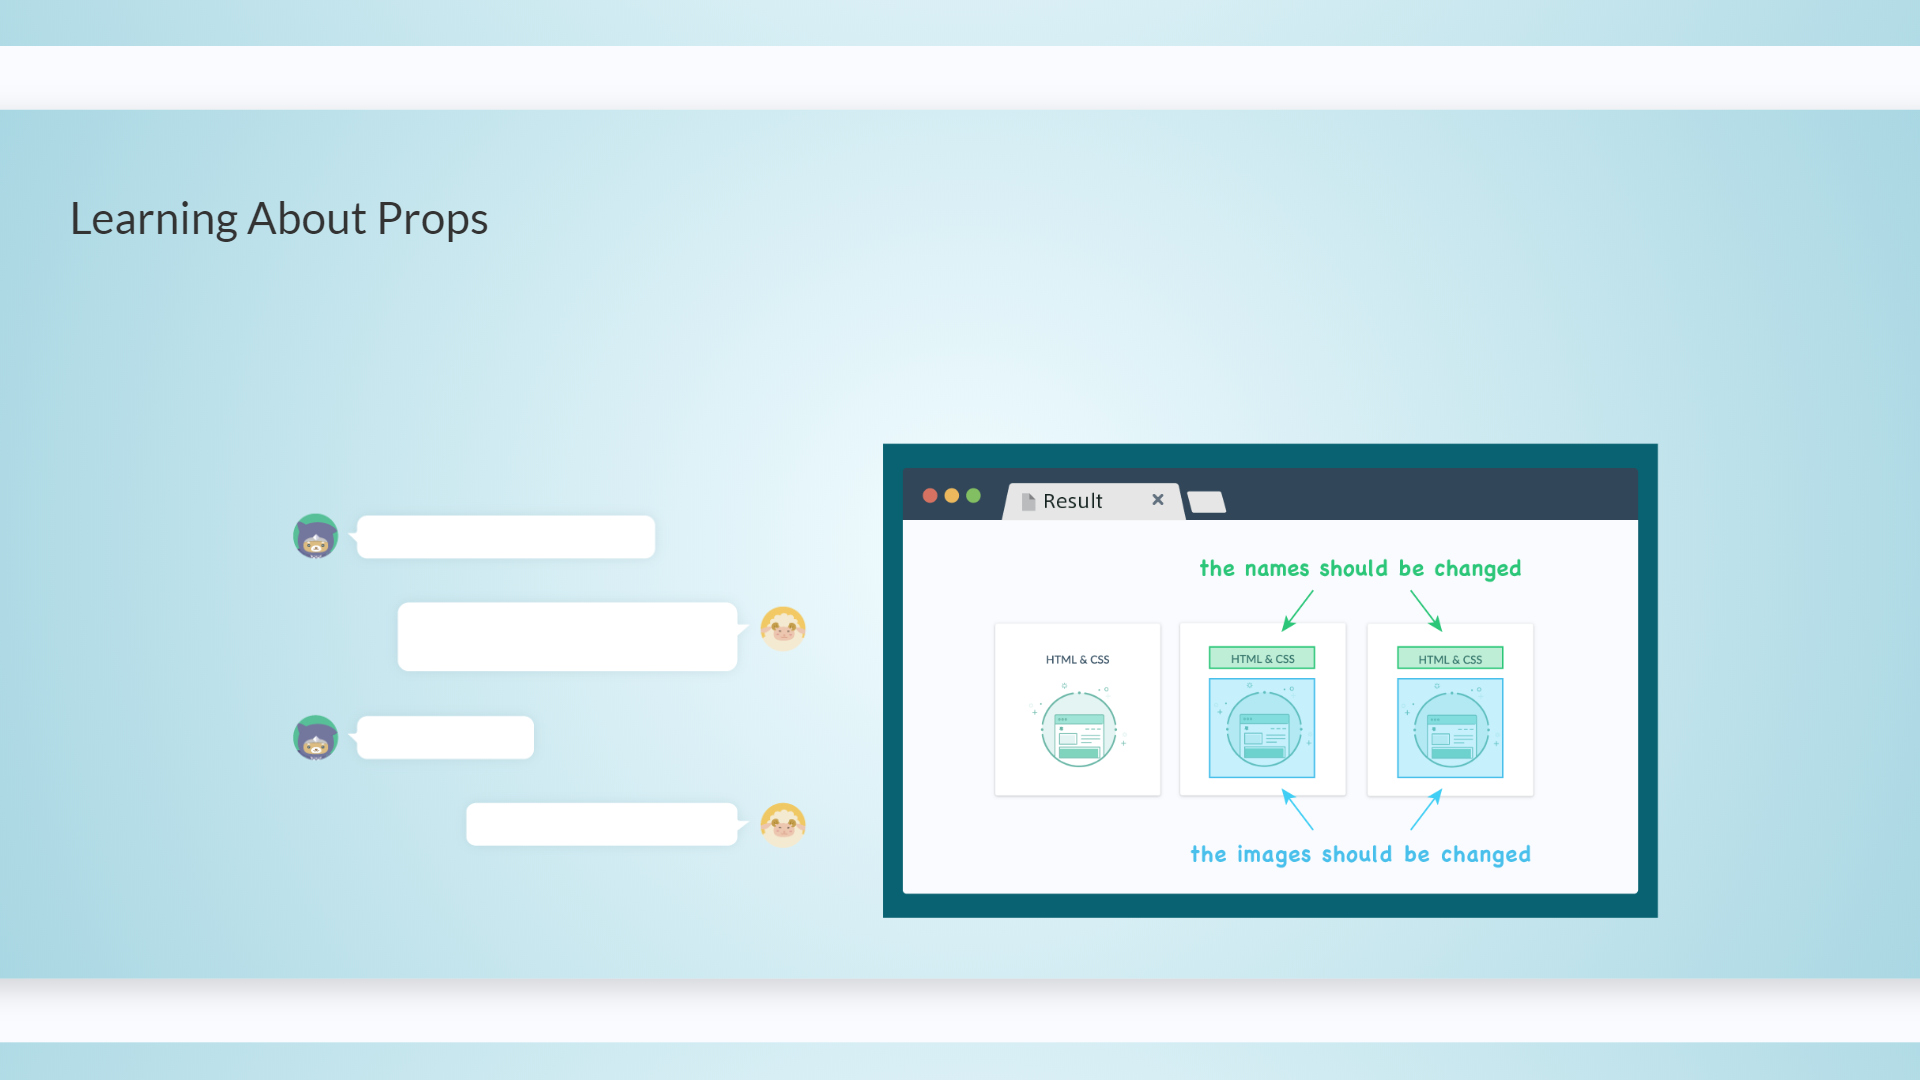 Learning About Props
Result
the names should be changed
HTML & CSS
HTML & CSS
HTML & CSS
the images should be changed